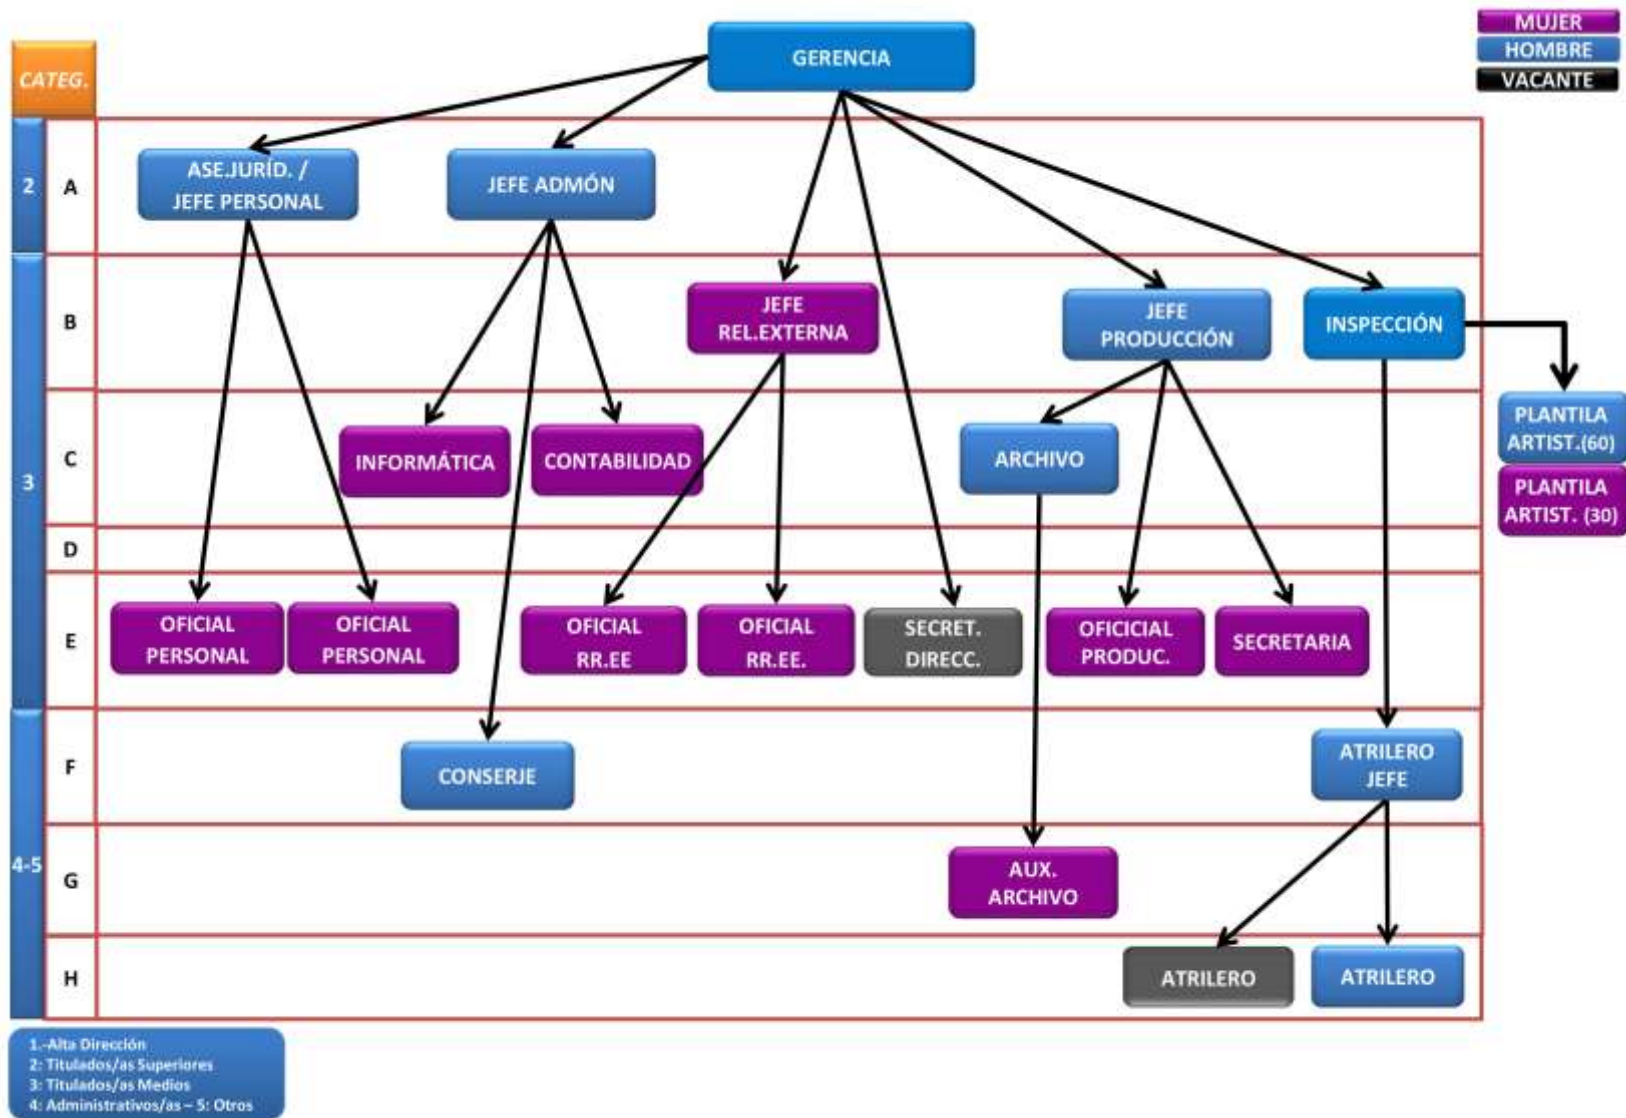 MUJER
HOMBRE
VACANTE
GERENCIA
CATEG.
2
A
ASE.JURÍD. /
JEFE PERSONAL
JEFE ADMÓN
3
B
JEFE
REL.EXTERNA
JEFE
PRODUCCIÓN
INSPECCIÓN
PLANTILA
ARTIST.(60)
PLANTILA
ARTIST. (30)
C
INFORMÁTICA
CONTABILIDAD
ARCHIVO
D
E
OFICIAL
PERSONAL
OFICIAL
PERSONAL
OFICIAL
RR.EE
OFICIAL
RR.EE.
SECRET.
DIRECC.
OFICICIAL
PRODUC.
SECRETARIA
4-5
F
CONSERJE
ATRILERO
JEFE
G
AUX.
ARCHIVO
H
ATRILERO
ATRILERO
1.-Alta Dirección
2: Titulados/as Superiores
3: Titulados/as Medios
4: Administrativos/as – 5: Otros